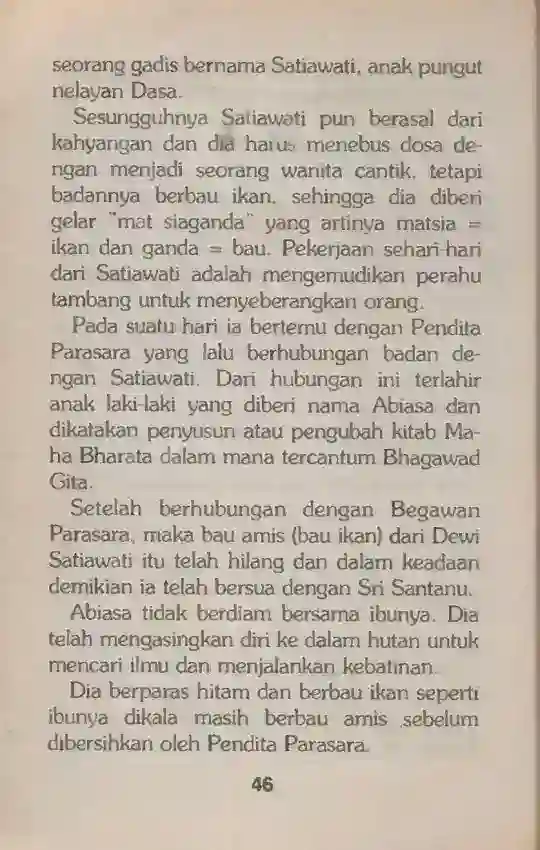 seorang gadis bernama Satiawati, anak pungut
nelayan Dasa.
Sesungguhnya Satiawati pun berasal dari
kahyangan dan dia harus menebus dosa de-
ngan menjadi seorang wanita cantik, tetapi
badannya berbau ikan, sehingga dia diberi
gelar "mat siaganda" yang artinya matsia =
ikan dan ganda = bau. Pekerjaan sehari-hari
dari Satiawati adalah mengemudikan perahu
tambang untuk menyeberangkan orang.
Pada suatu hari ia bertemu dengan Pendita
Parasara yang lalu berhubungan badan de-
ngan Satiawati. Dari hubungan ini terlahir
anak laki-laki yang diberi nama Abiasa dan
dikatakan penyusun atau pengubah kitab Ma-
ha Bharata dalam mana tercantum Bhagawad
Gita.
Setelah berhubungan dengan Begawan
Parasara, maka bau amis (bau ikan) dari Dewi
Satiawati itu telah hilang dan dalam keadaan
demikian ia telah bersua dengan Sri Santanu.
Abiasa tidak berdiam bersama ibunya. Dia
telah mengasingkan diri ke dalam hutan untuk
mencari ilmu dan menjalankan kebatinan.
Dia berparas hitam dan berbau ikan seperti
ibunya dikala masih berbau amis sebelum
dibersihkan oleh Pendita Parasara.
46